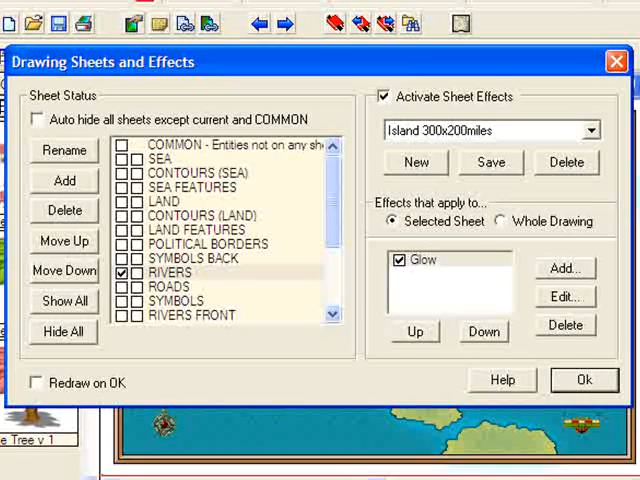 Drawing Sheets and Effects
Sheet Status
Auto hide all sheets except current and COMMON
Rename
Add
Delete
Move Up
Move Down
Show All
Hide All
COMMON - Entities not on any she
SEA
CONTOURS (SEA)
SEA FEATURES
LAND
CONTOURS (LAND)
LAND FEATURES
POLITICAL BORDERS
SYMBOLS BACK
RIVERS
ROADS
SYMBOLS
RIVERS FRONT
Activate Sheet Effects
Island 300x200miles
New
Save
Delete
Effects that apply to...
Selected Sheet
Whole Drawing
Glow
Add...
Edit...
Delete
Up
Down
Redraw on OK
Help
Ok
e Tree v 1